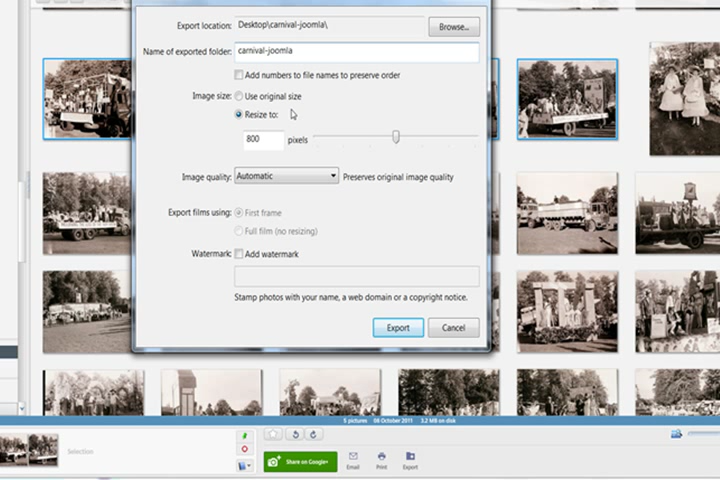 Export location: Desktop\carnival-joomla\ Browse...
Name of exported folder: carnival-joomla
Add numbers to file names to preserve order
Image size: Use original size
Resize to:
800 pixels
Image quality: Automatic Preserves original image quality
Export films using: First frame
Full film (no resizing)
Watermark: Add watermark
Stamp photos with your name, a web domain or a copyright notice.
Export Cancel
5 pictures 08 October 2011 3.2 MB on disk
Selection
Share on Google+ Email Print Export